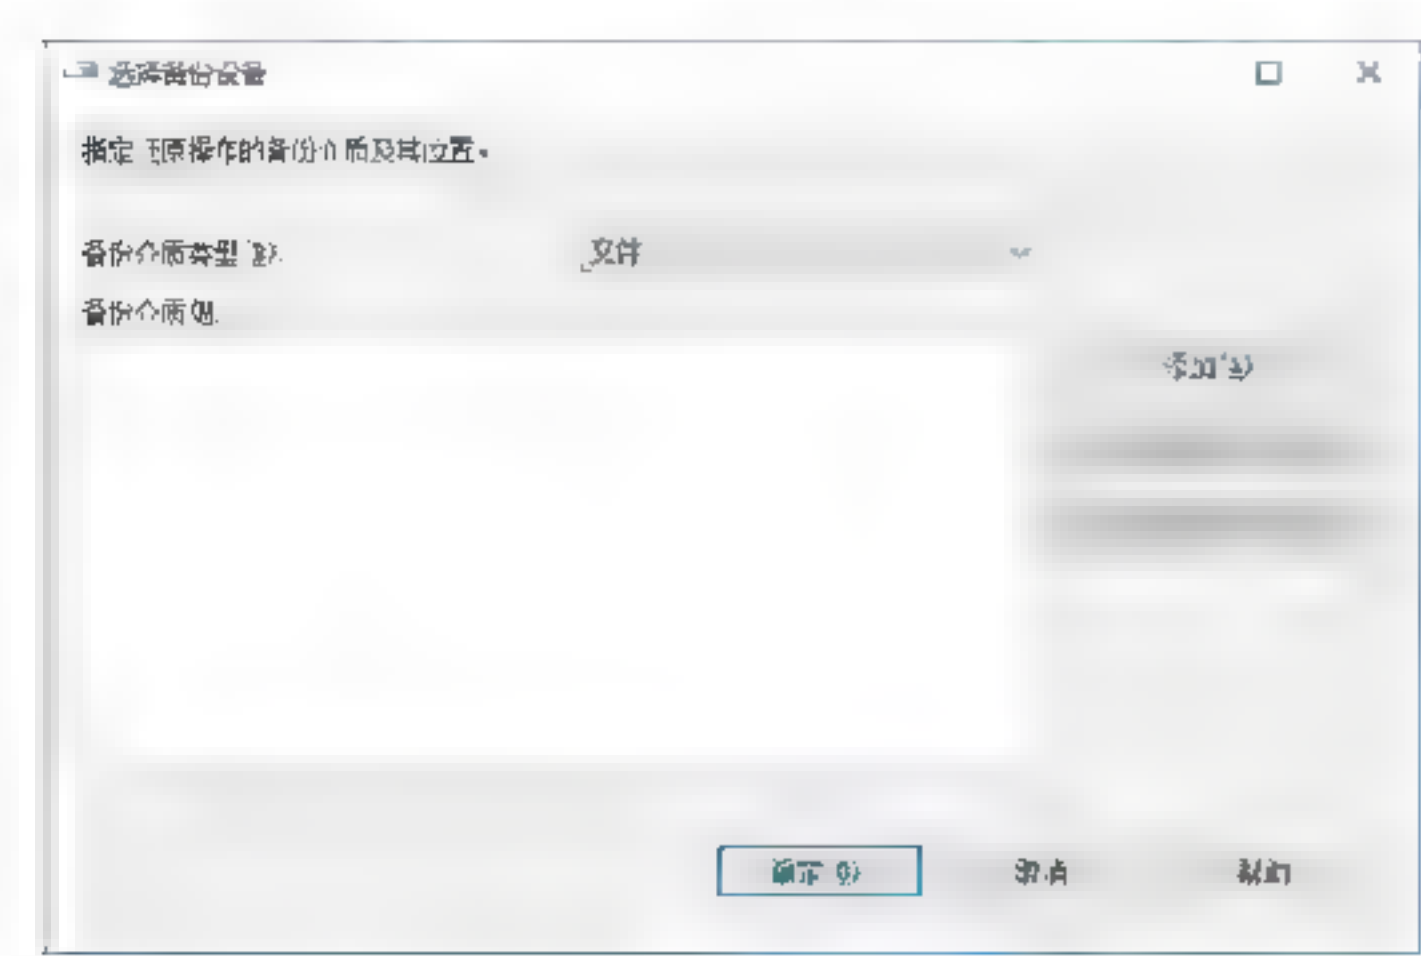 选择备份设备
指定还原操作的备份介质及其位置。
备份介质类型(B):
文件
备份介质(M):
添加(A)
确定(O)
取消
帮助